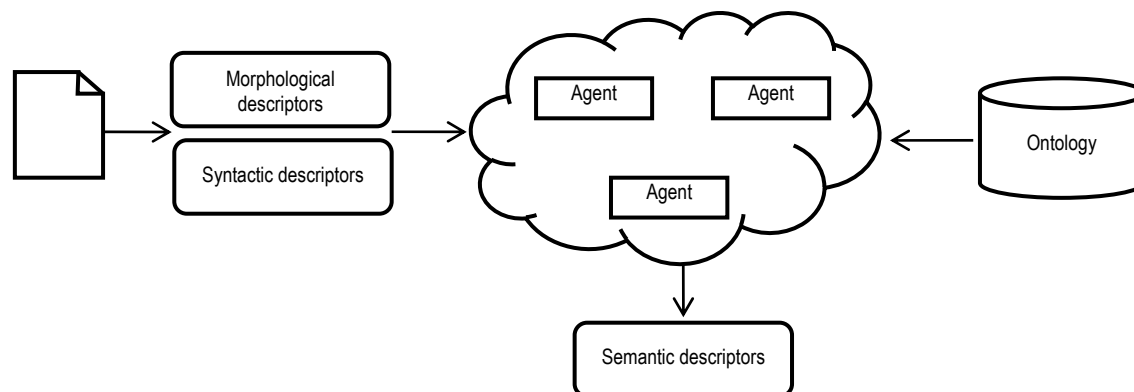 Morphological
descriptors
Syntactic descriptors
Agent
Agent
Agent
Ontology
Semantic descriptors